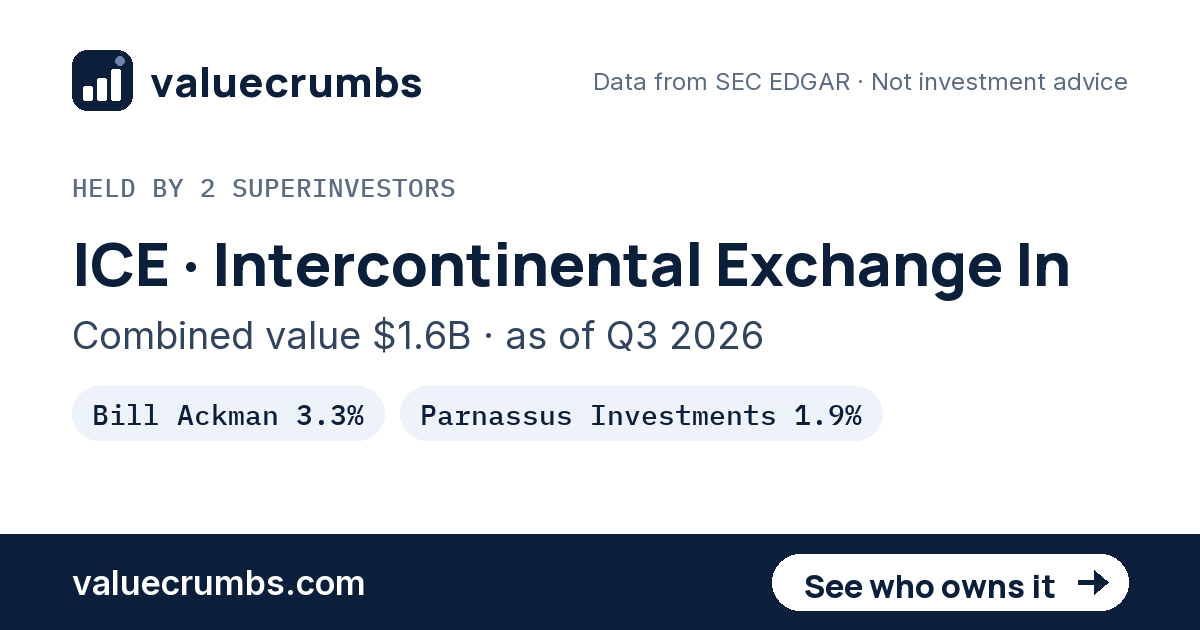 valuecrumbs
Data from SEC EDGAR · Not investment advice
HELD BY 2 SUPERINVESTORS
ICE · Intercontinental Exchange In
Combined value $1.6B · as of Q3 2026
Bill Ackman 3.3%
Parnassus Investments 1.9%
valuecrumbs.com
See who owns it →